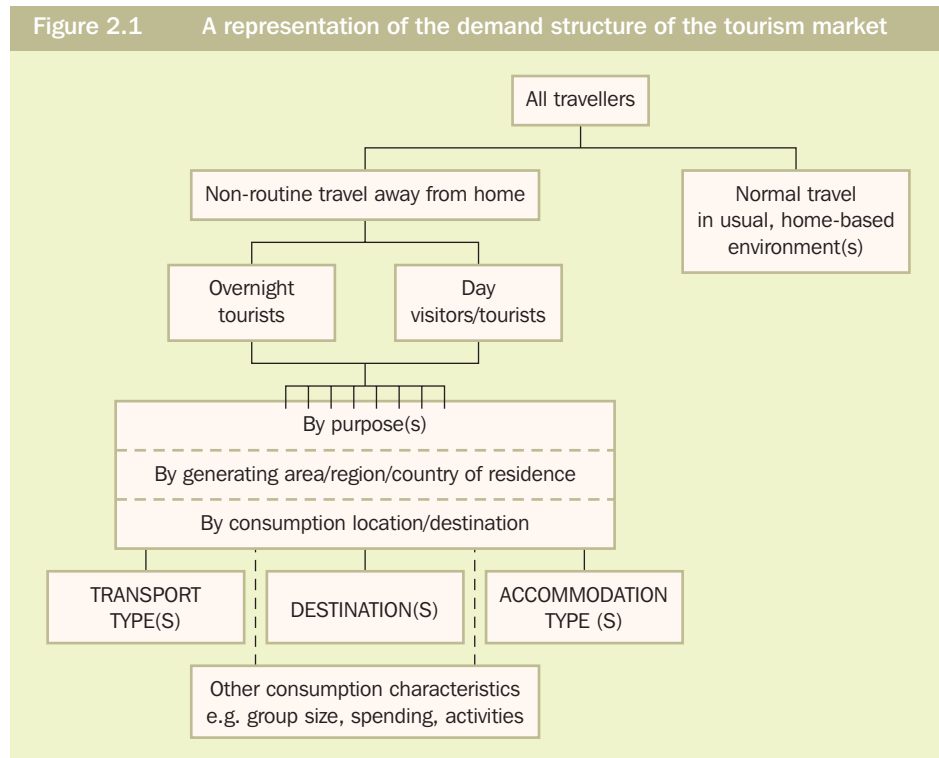 Figure 2.1 A representation of the demand structure of the tourism market
All travellers
Non-routine travel away from home
Normal travel
in usual, home-based
environment(s)
Overnight
tourists
Day
visitors/tourists
By purpose(s)
By generating area/region/country of residence
By consumption location/destination
TRANSPORT
TYPE(S)
DESTINATION(S)
ACCOMMODATION
TYPE (S)
Other consumption characteristics
e.g. group size, spending, activities